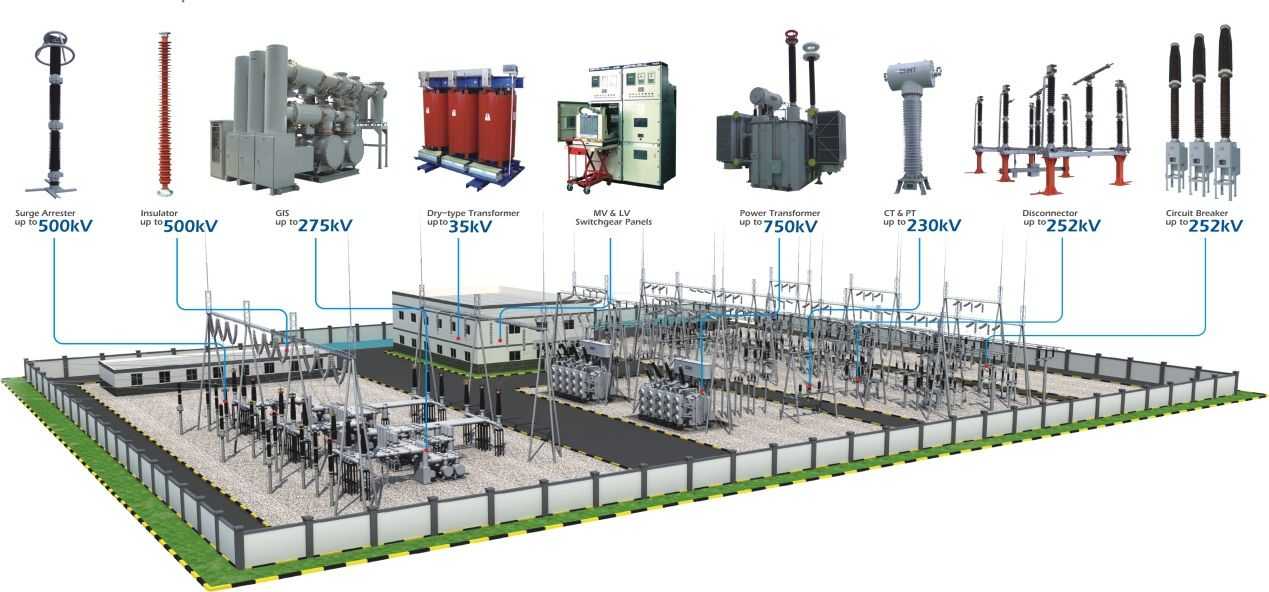 CHNT
Surge Arrester
up to 500kV
Insulator
up to 500kV
GIS
up to 275kV
Dry-type Transformer
up to 35kV
MV & LV
Switchgear Panels
Power Transformer
up to 750kV
CT & PT
up to 230kV
Disconnector
up to 252kV
Circuit Breaker
up to 252kV